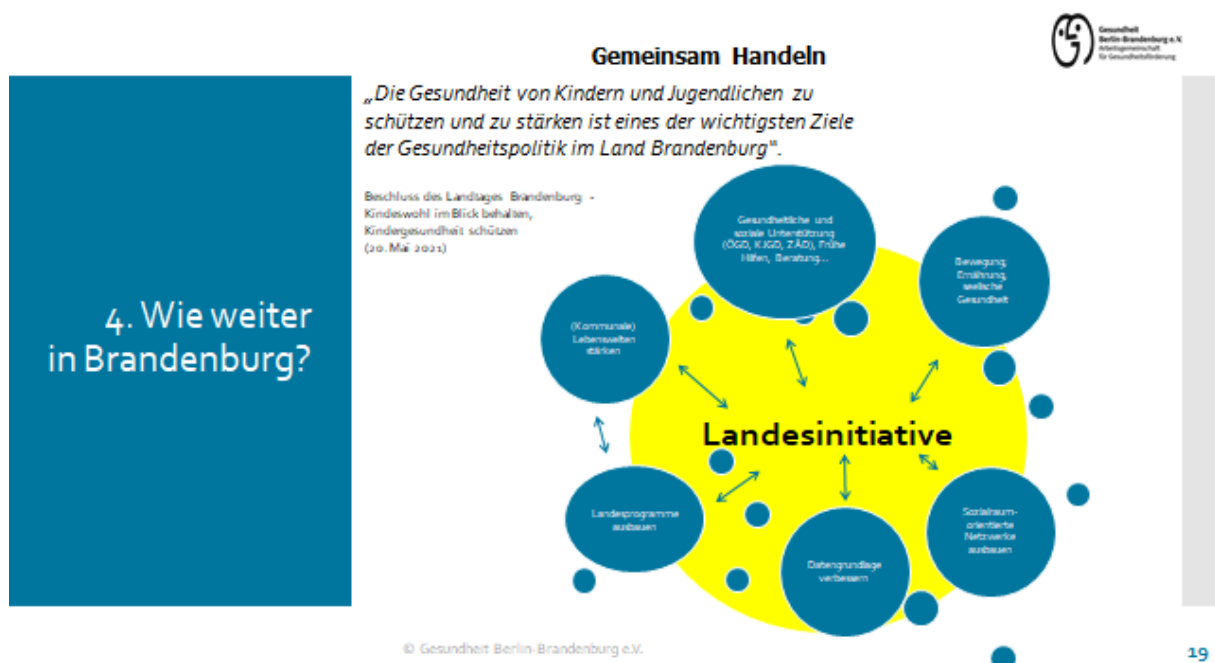 Gesundheit
Berlin-Brandenburg e.V.
Arbeitsgemeinschaft
für Gesundheitsförderung
Gemeinsam Handeln
„Die Gesundheit von Kindern und Jugendlichen zu
schützen und zu stärken ist eines der wichtigsten Ziele
der Gesundheitspolitik im Land Brandenburg“.
Beschluss des Landtages Brandenburg -
Kindeswohl im Blick behalten,
Kindergesundheit schützen
(20. Mai 2021)
4. Wie weiter
in Brandenburg?
Gesundheitliche und
soziale Unterstützung
(ÖGD, KJGD, ZÄD), Frühe
Hilfen, Beratung...
Bewegung,
Ernährung,
seelische
Gesundheit
(Kommunale)
Lebenswelten
stärken
Landesinitiative
Landesprogramme
ausbauen
Datengrundlage
verbessern
Sozialraum-
orientierte
Netzwerke
ausbauen
© Gesundheit Berlin-Brandenburg e.V.
19